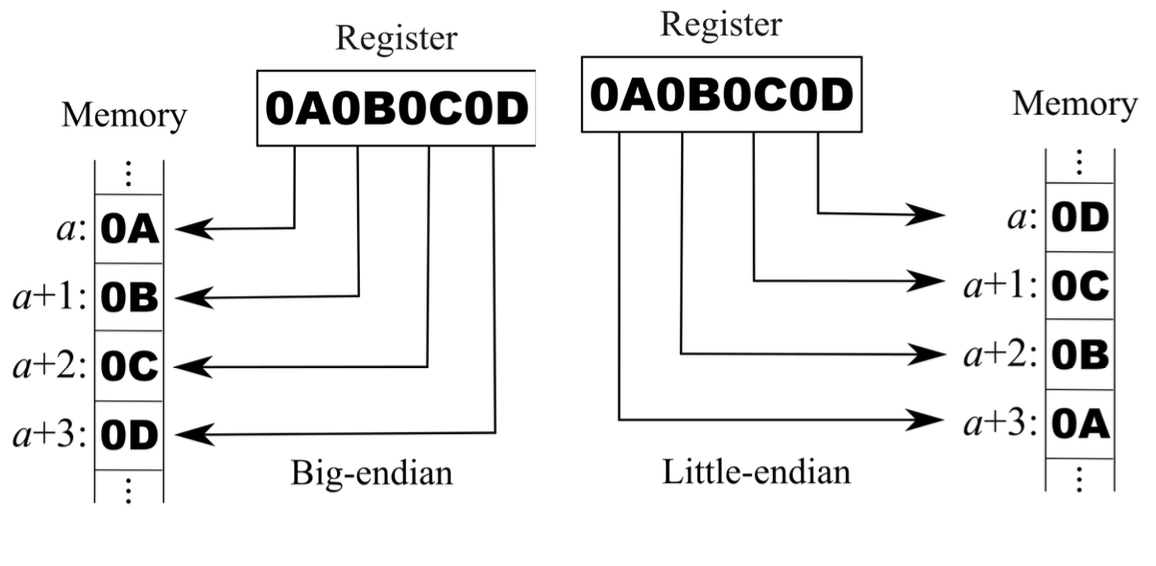 Register
0A0B0C0D
Memory
⋮
a: 0A
a+1: 0B
a+2: 0C
a+3: 0D
⋮
Big-endian
Register
0A0B0C0D
Memory
⋮
a: 0D
a+1: 0C
a+2: 0B
a+3: 0A
⋮
Little-endian